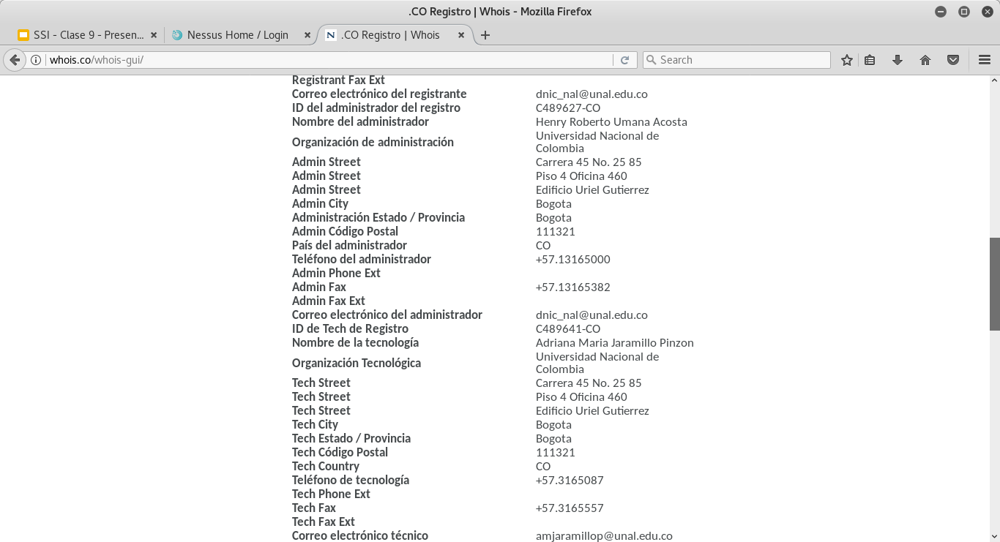 .CO Registro | Whois - Mozilla Firefox
SSI - Clase 9 - Presen...
Nessus Home / Login
.CO Registro | Whois
whois.co/whois-gui/
Search
Registrant Fax Ext
Correo electrónico del registrante dnic_nal@unal.edu.co
ID del administrador del registro C489627-CO
Nombre del administrador Henry Roberto Umana Acosta
Organización de administración Universidad Nacional de
Colombia
Admin Street Carrera 45 No. 25 85
Admin Street Piso 4 Oficina 460
Admin Street Edificio Uriel Gutierrez
Admin City Bogota
Administración Estado / Provincia Bogota
Admin Código Postal 111321
País del administrador CO
Teléfono del administrador +57.13165000
Admin Phone Ext
Admin Fax +57.13165382
Admin Fax Ext
Correo electrónico del administrador dnic_nal@unal.edu.co
ID de Tech de Registro C489641-CO
Nombre de la tecnología Adriana Maria Jaramillo Pinzon
Organización Tecnológica Universidad Nacional de
Colombia
Tech Street Carrera 45 No. 25 85
Tech Street Piso 4 Oficina 460
Tech Street Edificio Uriel Gutierrez
Tech City Bogota
Tech Estado / Provincia Bogota
Tech Código Postal 111321
Tech Country CO
Teléfono de tecnología +57.3165087
Tech Phone Ext
Tech Fax +57.3165557
Tech Fax Ext
Correo electrónico técnico amjaramillop@unal.edu.co